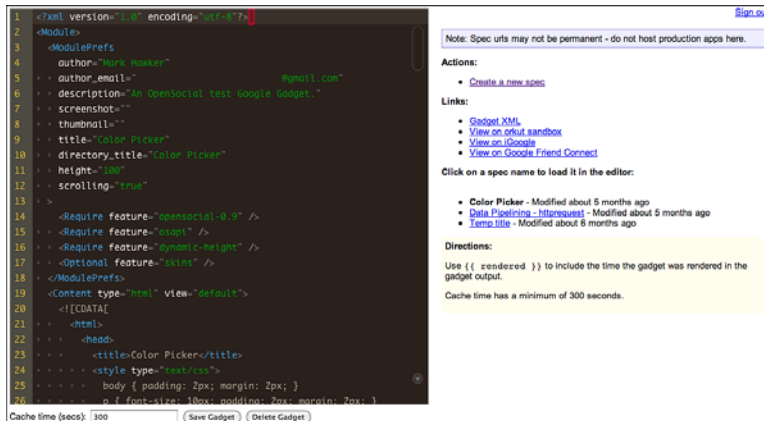 1 <?xml version="1.0" encoding="utf-8"?>
2 <Module>
3 <ModulePrefs
4 author="Mark Hawker"
5 author_email=" @gmail.com"
6 description="An OpenSocial test Google Gadget."
7 screenshot=""
8 thumbnail=""
9 title="Color Picker"
10 directory_title="Color Picker"
11 height="100"
12 scrolling="true"
13 >
14 <Require feature="opensocial-0.9" />
15 <Require feature="osapi" />
16 <Require feature="dynamic-height" />
17 <Optional feature="skins" />
18 </ModulePrefs>
19 <Content type="html" view="default">
20 <![CDATA[
21 <html>
22 <head>
23 <title>Color Picker</title>
24 <style type="text/css">
25 body { padding: 2px; margin: 2px; }
26 p { font-size: 10px; padding: 2px; margin: 2px; }
Cache time (secs): 300 Save Gadget Delete Gadget
Sign ou
Note: Spec urls may not be permanent - do not host production apps here.
Actions:
Create a new spec
Links:
Gadget XML
View on orkut sandbox
View on iGoogle
View on Google Friend Connect
Click on a spec name to load it in the editor:
Color Picker - Modified about 5 months ago
Data Pipelining - httprequest - Modified about 5 months ago
Temp title - Modified about 6 months ago
Directions:
Use {{ rendered }} to include the time the gadget was rendered in the
gadget output.
Cache time has a minimum of 300 seconds.